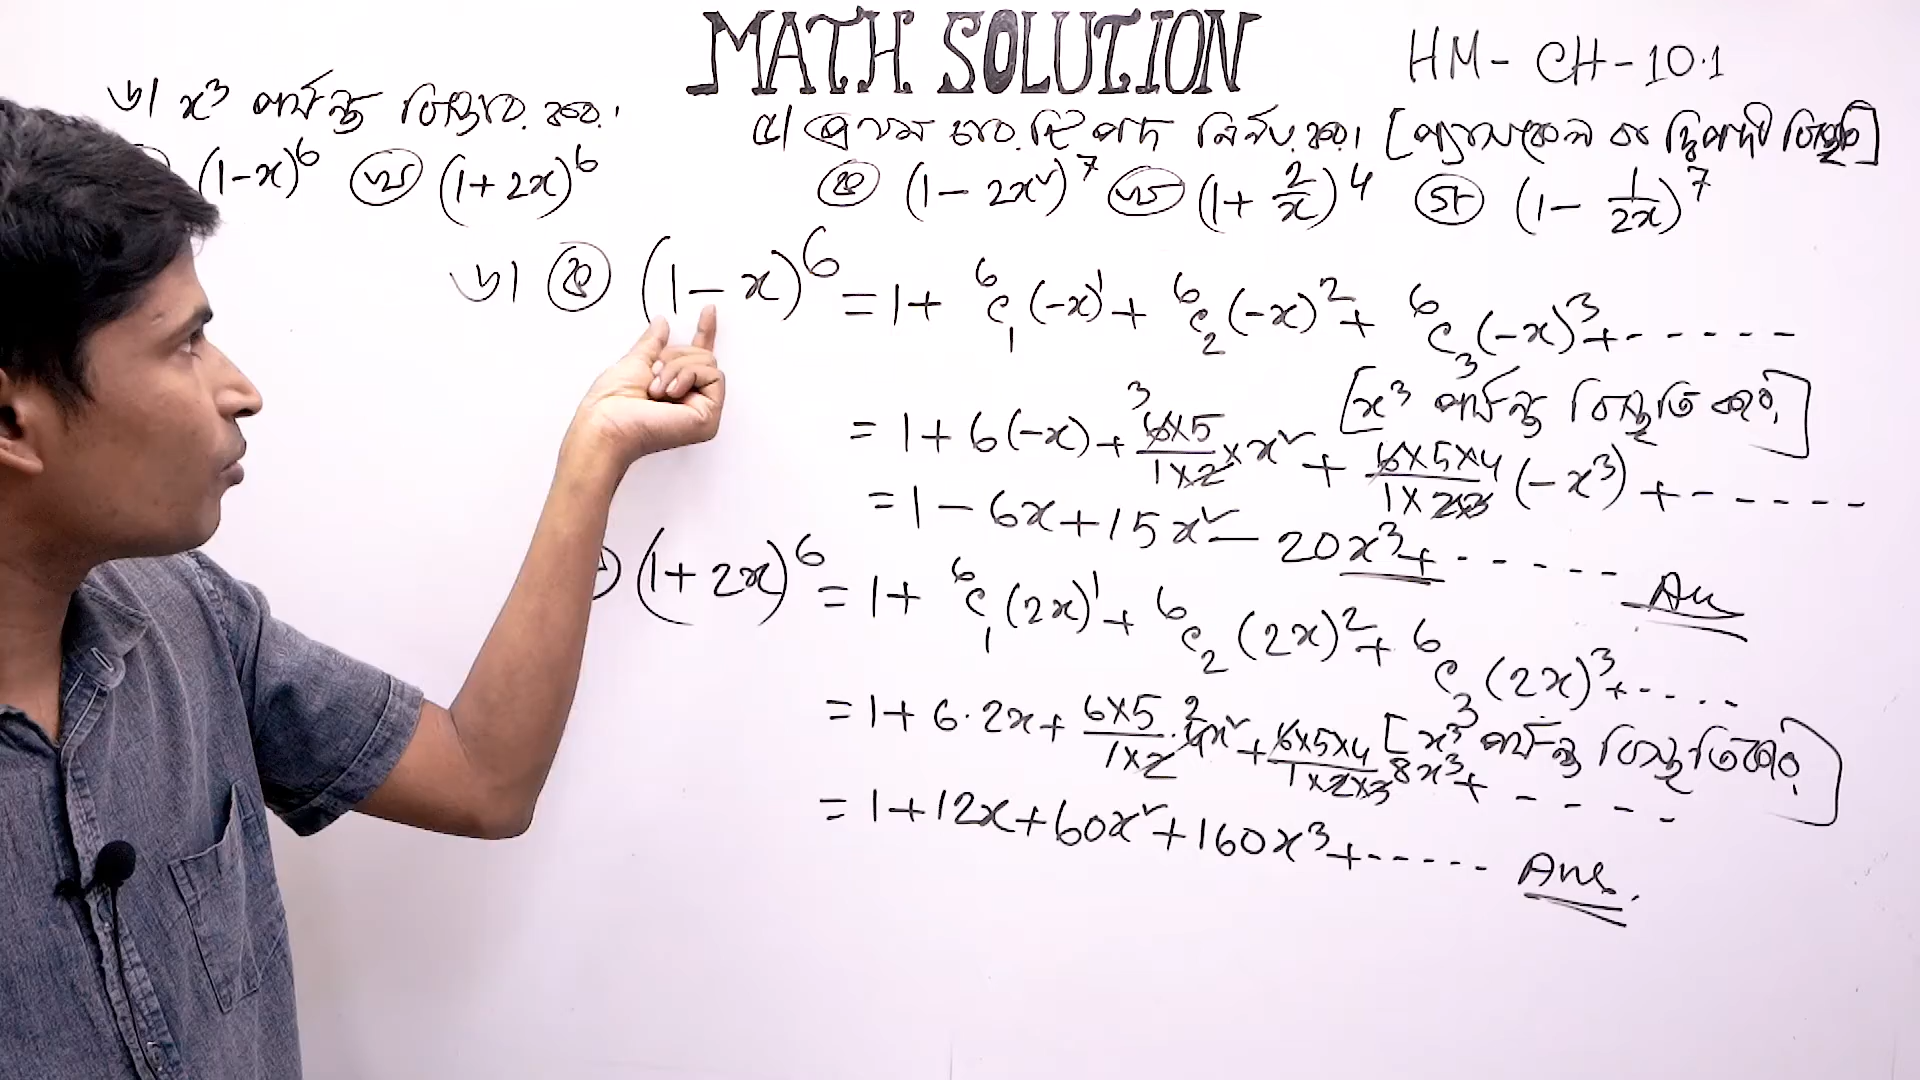 MATH SOLUTION
HM- CH-10.1
৬। x³ পর্যন্ত বিস্তৃত কর।
(1-x)⁶ (খ) (1+2x)⁶
৫। প্রথম চারটি পদ নির্ণয় কর। [প্যাসকেল বা দ্বিপদী বিস্তৃতি]
(ক) (1-2x²)⁷ (খ) (1+2/x)⁴ (গ) (1-1/2x)⁷
৬। (ক) (1-x)⁶ = 1+ ⁶C₁(-x)¹+ ⁶C₂(-x)²+ ⁶C₃(-x)³+------
[x³ পর্যন্ত বিস্তৃতি করে]
= 1+6(-x)+ 6×5/1×2 ×x² + 6×5×4/1×2×3 (-x³) +------
= 1-6x+15x²-20x³+------ Ans
(1+2x)⁶ = 1+ ⁶C₁(2x)¹+ ⁶C₂(2x)²+ ⁶C₃(2x)³+-----
= 1+6·2x+ 6×5/1×2 ·4x²+ 6×5×4/1×2×3 8x³+ ----
[x³ পর্যন্ত বিস্তৃতি করে]
= 1+12x+60x²+160x³+------ Ans.